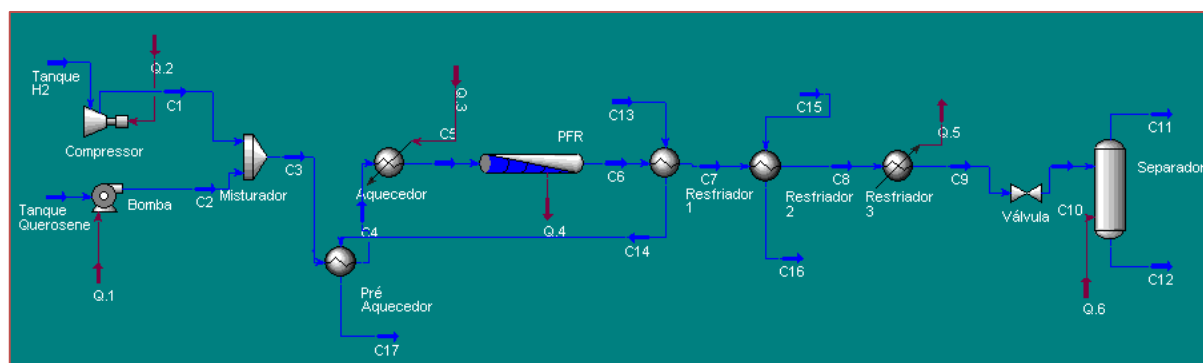 Tanque
H2
Q.2
C1
Compressor
Tanque
Querosene
Bomba
Q.1
C2
Misturador
C3
Pré
Aquecedor
C17
C4
Aquecedor
Q.3
C5
PFR
Q.4
C6
C13
C14
Resfriador
1
C7
C15
Resfriador
2
C16
C8
Resfriador
3
Q.5
C9
Válvula
C10
Q.6
C11
Separador
C12